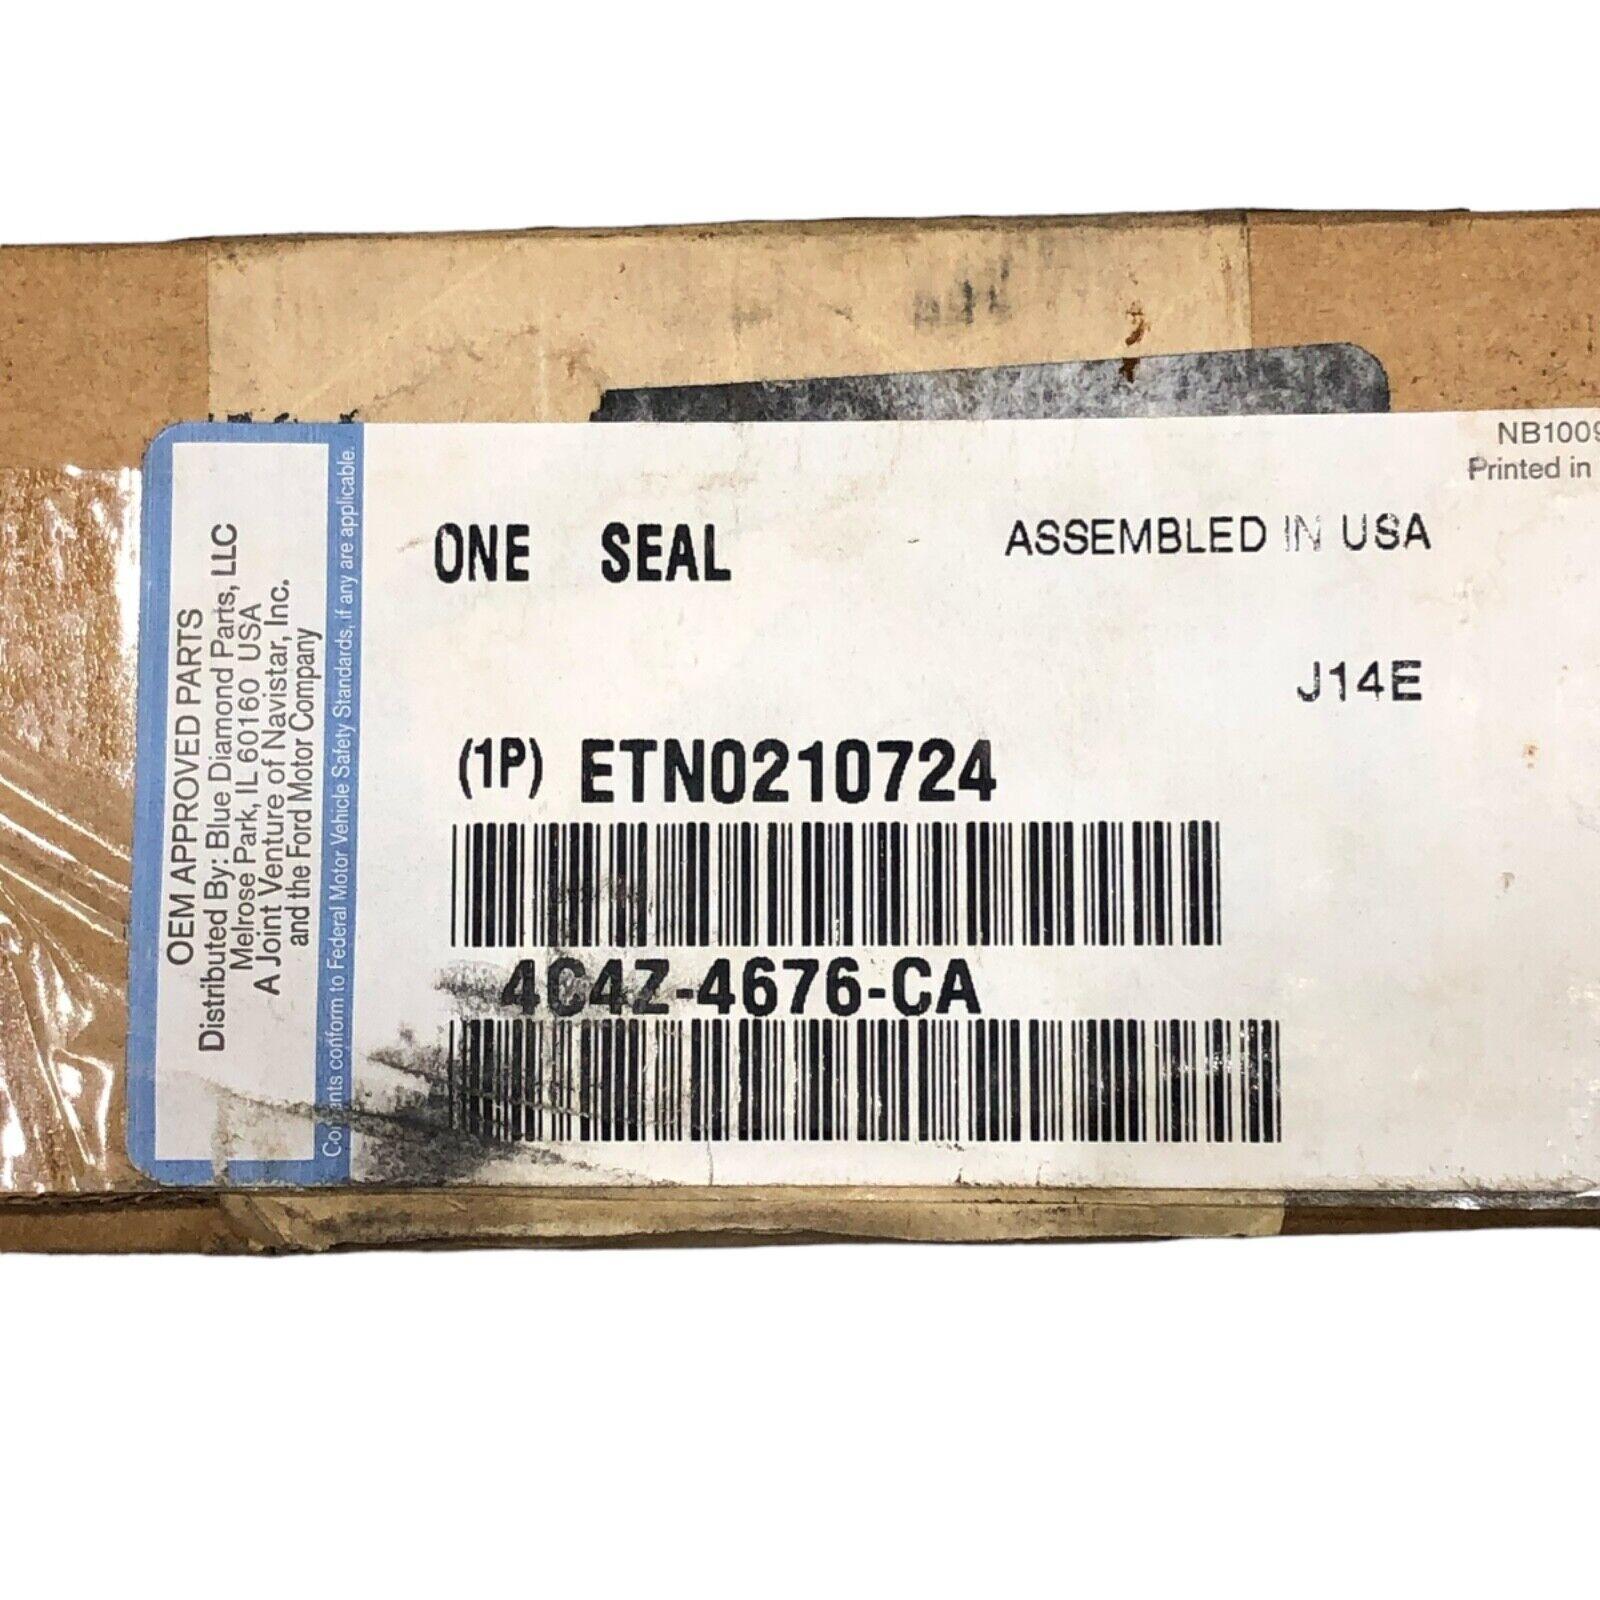 NB1009
Printed in
ONE SEAL
ASSEMBLED IN USA
J14E
(1P) ETN0210724
4C4Z-4676-CA
OEM APPROVED PARTS
Distributed By: Blue Diamond Parts, LLC
Melrose Park, IL 60160 USA
A Joint Venture of Navistar, Inc.
and the Ford Motor Company
Contents conform to Federal Motor Vehicle Safety Standards, if any are applicable.